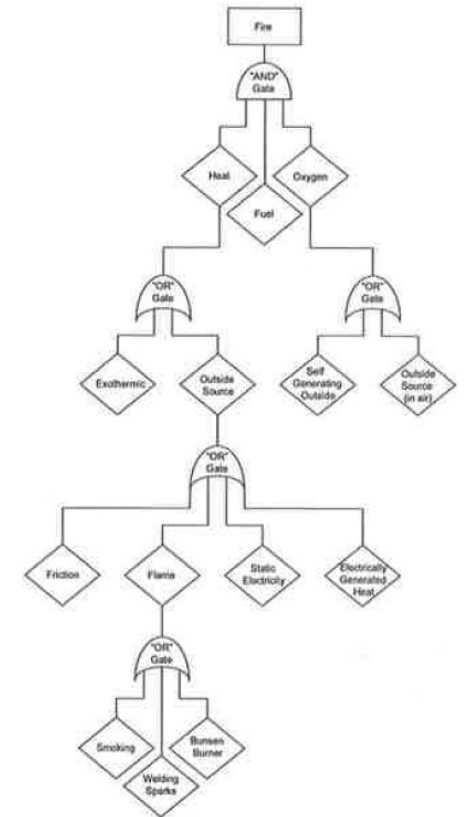 Fire
"AND"
Gate
Heat
Oxygen
Fuel
"OR"
Gate
"OR"
Gate
Exothermic
Outside
Source
Self
Generating
Outside
Outside
Source
(in air)
"OR"
Gate
Friction
Flame
Static
Electricity
Electrically
Generated
Heat
"OR"
Gate
Smoking
Bunsen
Burner
Welding
Sparks